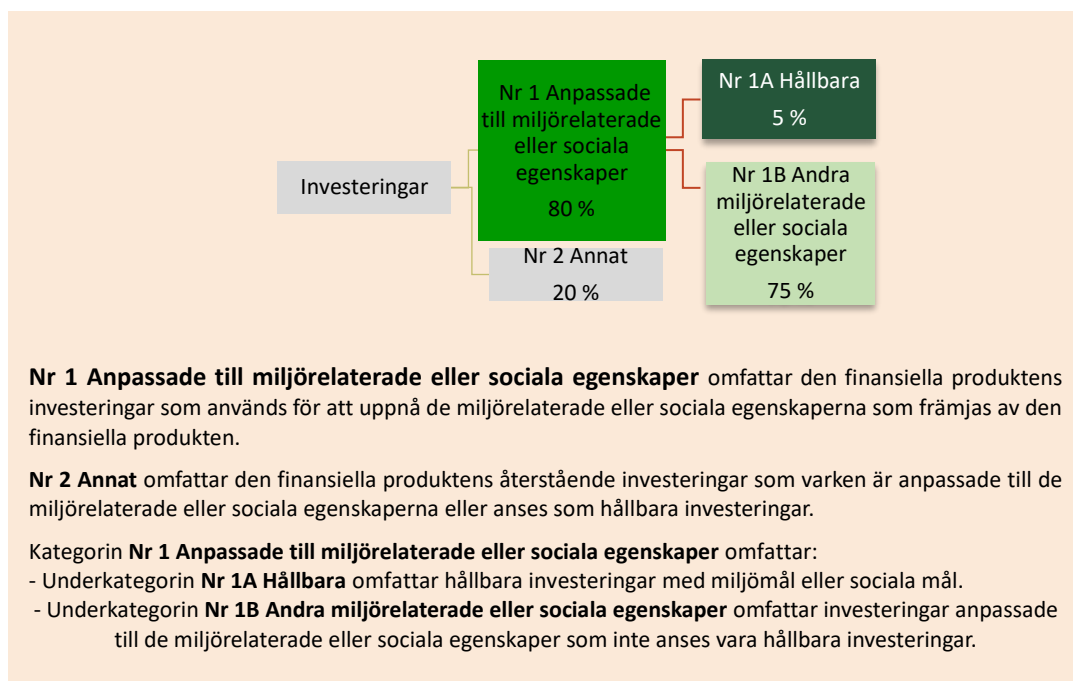 Investeringar
Nr 1 Anpassade
till miljörelaterade
eller sociala
egenskaper
80 %
Nr 2 Annat
20 %
Nr 1A Hållbara
5 %
Nr 1B Andra
miljörelaterade
eller sociala
egenskaper
75 %
Nr 1 Anpassade till miljörelaterade eller sociala egenskaper omfattar den finansiella produktens
investeringar som används för att uppnå de miljörelaterade eller sociala egenskaperna som främjas av den
finansiella produkten.
Nr 2 Annat omfattar den finansiella produktens återstående investeringar som varken är anpassade till de
miljörelaterade eller sociala egenskaperna eller anses som hållbara investeringar.
Kategorin Nr 1 Anpassade till miljörelaterade eller sociala egenskaper omfattar:
- Underkategorin Nr 1A Hållbara omfattar hållbara investeringar med miljömål eller sociala mål.
- Underkategorin Nr 1B Andra miljörelaterade eller sociala egenskaper omfattar investeringar anpassade
till de miljörelaterade eller sociala egenskaper som inte anses vara hållbara investeringar.